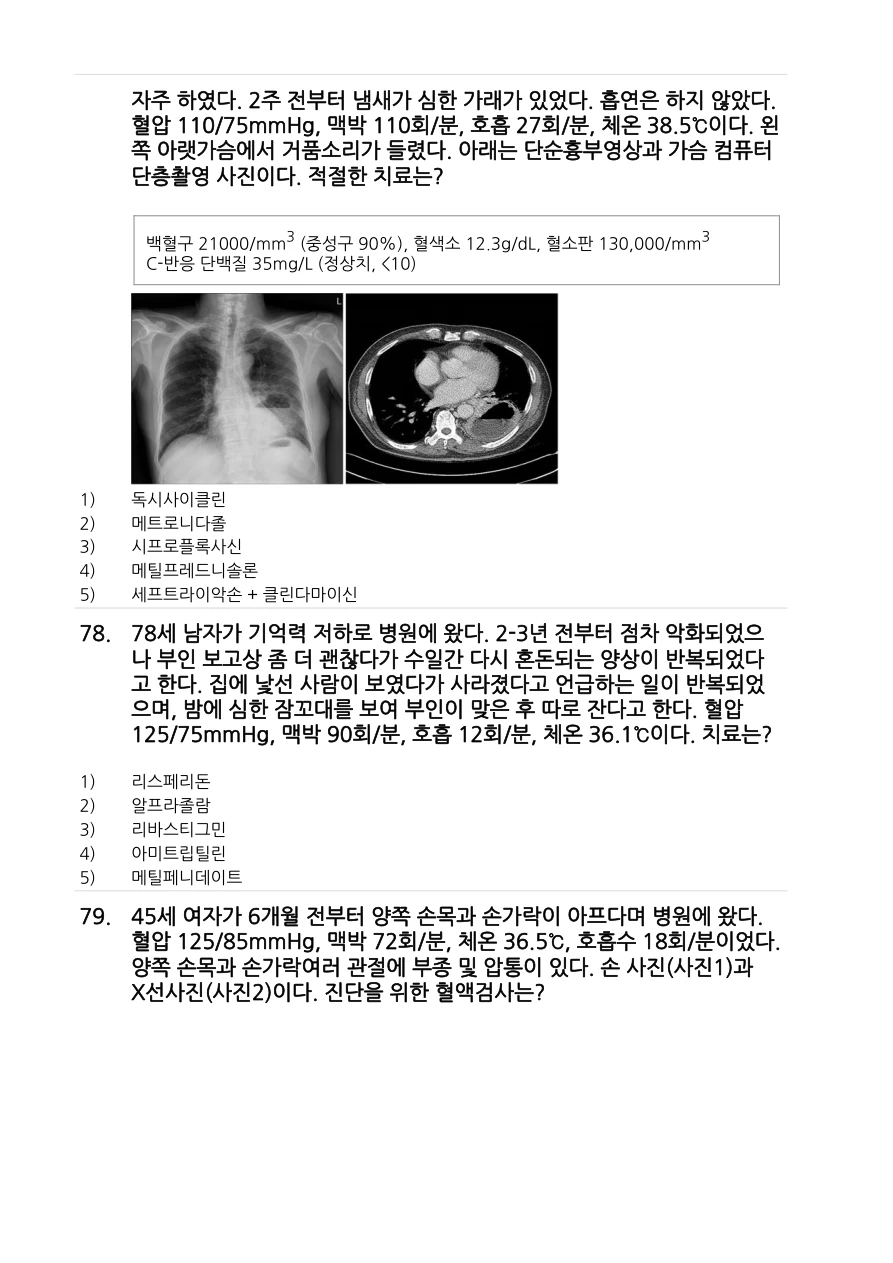 자주 하였다. 2주 전부터 냄새가 심한 가래가 있었다. 흡연은 하지 않았다.
혈압 110/75mmHg, 맥박 110회/분, 호흡 27회/분, 체온 38.5℃이다. 왼
쪽 아랫가슴에서 거품소리가 들렸다. 아래는 단순흉부영상과 가슴 컴퓨터
단층촬영 사진이다. 적절한 치료는?
백혈구 21000/mm3 (중성구 90%), 혈색소 12.3g/dL, 혈소판 130,000/mm3
C-반응 단백질 35mg/L (정상치, <10)
L
1) 독시사이클린
2) 메트로니다졸
3) 시프로플록사신
4) 메틸프레드니솔론
5) 세프트라이악손 + 클린다마이신
78. 78세 남자가 기억력 저하로 병원에 왔다. 2-3년 전부터 점차 악화되었으
나 부인 보고상 좀 더 괜찮다가 수일간 다시 혼돈되는 양상이 반복되었다
고 한다. 집에 낯선 사람이 보였다가 사라졌다고 언급하는 일이 반복되었
으며, 밤에 심한 잠꼬대를 보여 부인이 맞은 후 따로 잔다고 한다. 혈압
125/75mmHg, 맥박 90회/분, 호흡 12회/분, 체온 36.1℃이다. 치료는?
1) 리스페리돈
2) 알프라졸람
3) 리바스티그민
4) 아미트립틸린
5) 메틸페니데이트
79. 45세 여자가 6개월 전부터 양쪽 손목과 손가락이 아프다며 병원에 왔다.
혈압 125/85mmHg, 맥박 72회/분, 체온 36.5℃, 호흡수 18회/분이었다.
양쪽 손목과 손가락여러 관절에 부종 및 압통이 있다. 손 사진(사진1)과
X선사진(사진2)이다. 진단을 위한 혈액검사는?